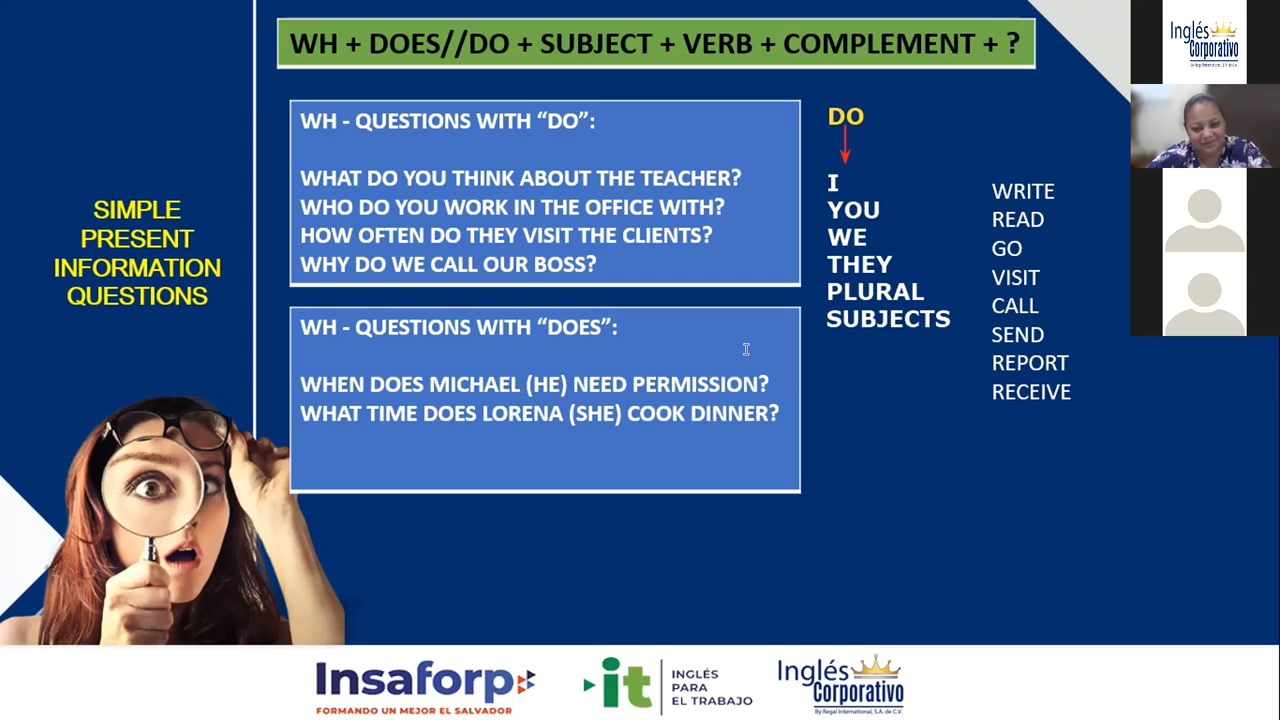 WH + DOES//DO + SUBJECT + VERB + COMPLEMENT + ?
SIMPLE
PRESENT
INFORMATION
QUESTIONS
WH - QUESTIONS WITH “DO”:
WHAT DO YOU THINK ABOUT THE TEACHER?
WHO DO YOU WORK IN THE OFFICE WITH?
HOW OFTEN DO THEY VISIT THE CLIENTS?
WHY DO WE CALL OUR BOSS?
WH - QUESTIONS WITH “DOES”:
WHEN DOES MICHAEL (HE) NEED PERMISSION?
WHAT TIME DOES LORENA (SHE) COOK DINNER?
DO
I
YOU
WE
THEY
PLURAL
SUBJECTS
WRITE
READ
GO
VISIT
CALL
SEND
REPORT
RECEIVE
Inglés
Corporativo
By Regal International, S.A. de C.V.
Insaforp
FORMANDO UN MEJOR EL SALVADOR
it
INGLÉS
PARA
EL TRABAJO
Inglés
Corporativo
By Regal International, S.A. de C.V.